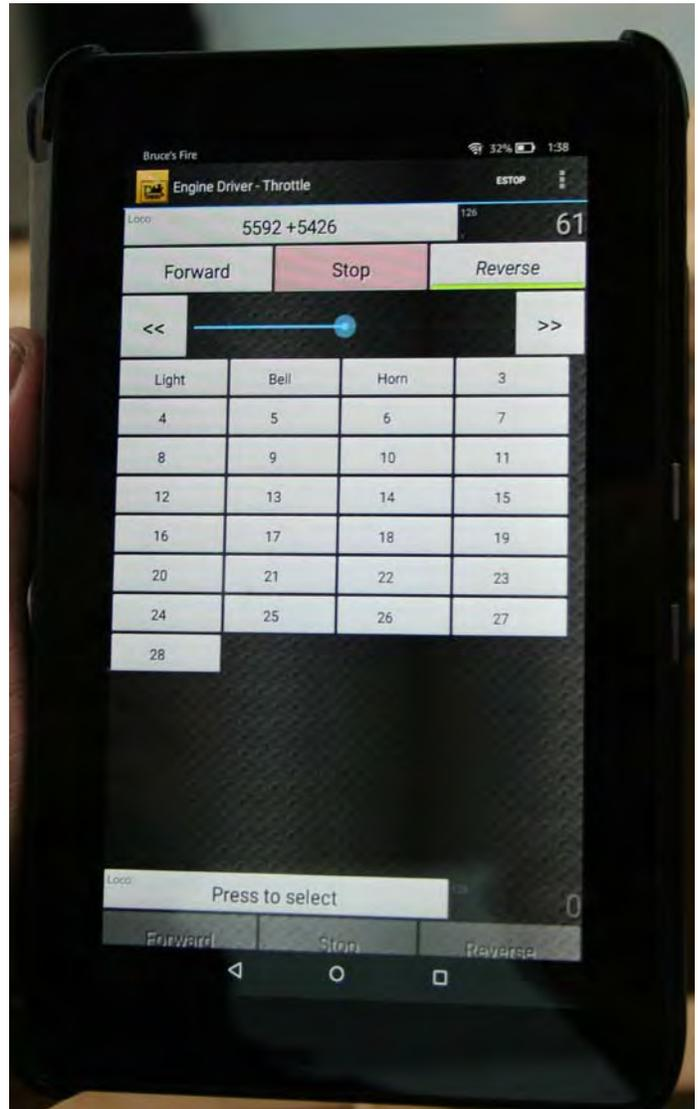 Bruce's Fire 32% 1:38
Engine Driver - Throttle ESTOP
Loco 5592 +5426 126 61
Forward Stop Reverse
<< >>
Light Bell Horn 3
4 5 6 7
8 9 10 11
12 13 14 15
16 17 18 19
20 21 22 23
24 25 26 27
28
Loco Press to select 126 0
Forward Stop Reverse